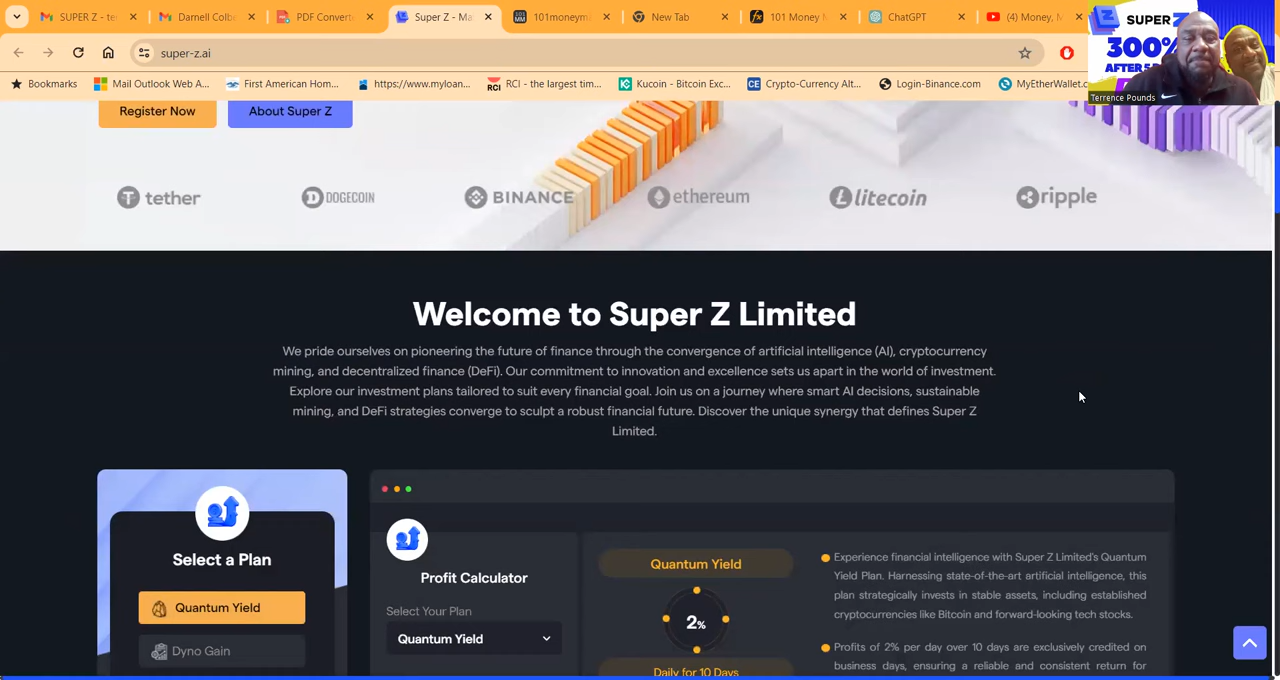 SUPER Z - te
Darnell Colb
PDF Convert
Super Z - Ma
101moneym
New Tab
101 Money M
ChatGPT
(4) Money, M
super-z.ai
Bookmarks
Mail Outlook Web A...
First American Hom...
https://www.myloan...
RCI - the largest tim...
Kucoin - Bitcoin Exc...
Crypto-Currency Alt...
Login-Binance.com
MyEtherWallet.c
SUPER Z
300%
AFTER 5
Terrence Pounds
Register Now
About Super Z
tether
DOGECOIN
BINANCE
ethereum
litecoin
ripple
Welcome to Super Z Limited
We pride ourselves on pioneering the future of finance through the convergence of artificial intelligence (AI), cryptocurrency
mining, and decentralized finance (DeFi). Our commitment to innovation and excellence sets us apart in the world of investment.
Explore our investment plans tailored to suit every financial goal. Join us on a journey where smart AI decisions, sustainable
mining, and DeFi strategies converge to sculpt a robust financial future. Discover the unique synergy that defines Super Z
Limited.
Select a Plan
Quantum Yield
Dyno Gain
Profit Calculator
Select Your Plan
Quantum Yield
Quantum Yield
2%
Daily for 10 Days
Experience financial intelligence with Super Z Limited's Quantum
Yield Plan. Harnessing state-of-the-art artificial intelligence, this
plan strategically invests in stable assets, including established
cryptocurrencies like Bitcoin and forward-looking tech stocks.
Profits of 2% per day over 10 days are exclusively credited on
business days, ensuring a reliable and consistent return for